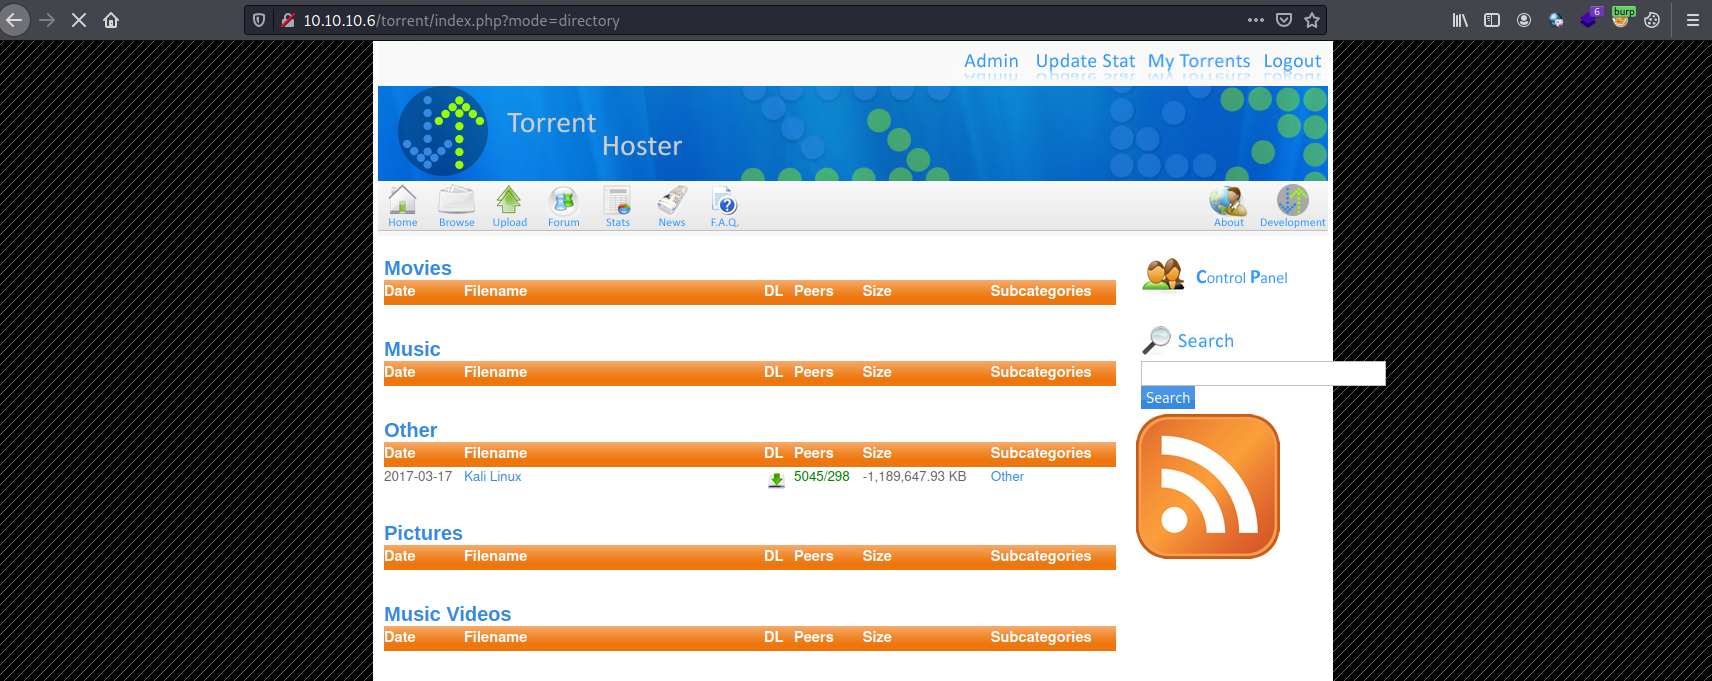 10.10.10.6/torrent/index.php?mode=directory
6
burp
Admin Update Stat My Torrents Logout
Torrent
Hoster
Home Browse Upload Forum Stats News F.A.Q. About Development
Movies
Date Filename DL Peers Size Subcategories
Control Panel
Music
Search
Date Filename DL Peers Size Subcategories
Search
Other
Date Filename DL Peers Size Subcategories
2017-03-17 Kali Linux 5045/298 -1,189,647.93 KB Other
Pictures
Date Filename DL Peers Size Subcategories
Music Videos
Date Filename DL Peers Size Subcategories